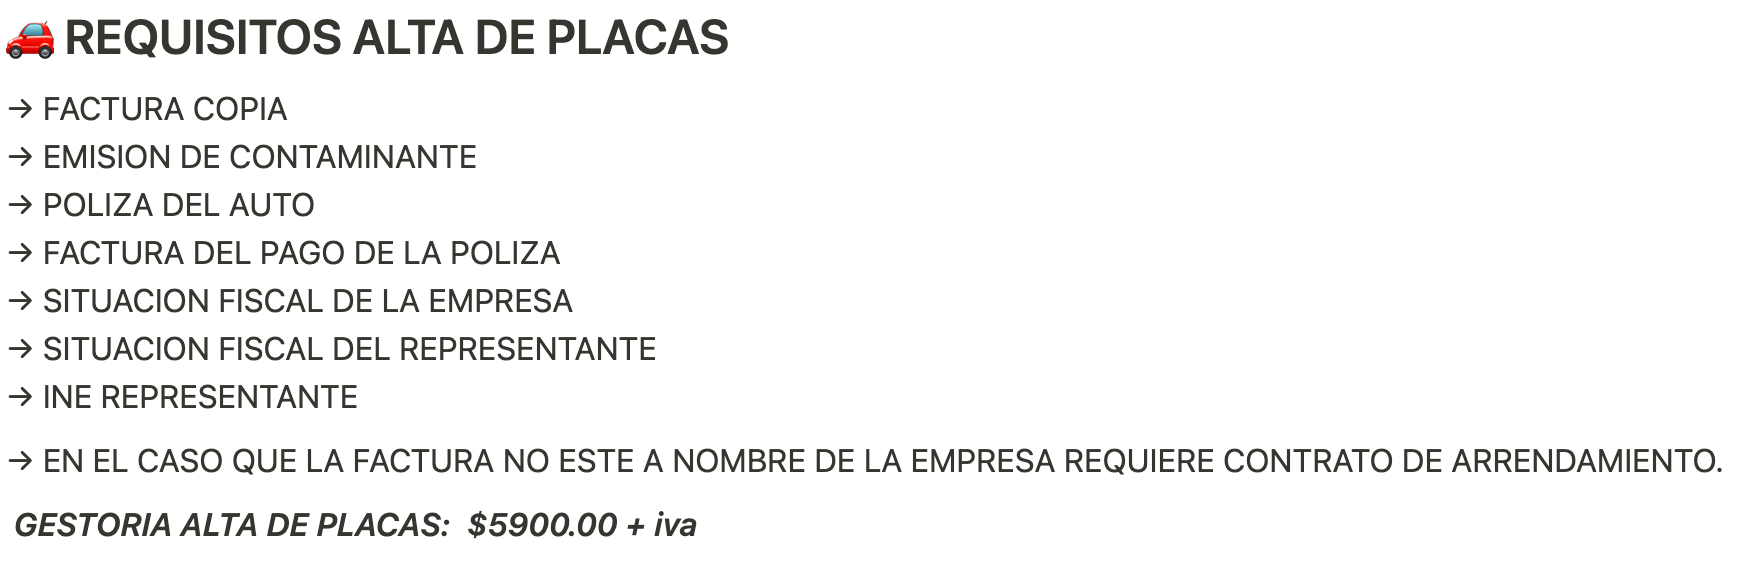 🚗 REQUISITOS ALTA DE PLACAS
→ FACTURA COPIA
→ EMISION DE CONTAMINANTE
→ POLIZA DEL AUTO
→ FACTURA DEL PAGO DE LA POLIZA
→ SITUACION FISCAL DE LA EMPRESA
→ SITUACION FISCAL DEL REPRESENTANTE
→ INE REPRESENTANTE
→ EN EL CASO QUE LA FACTURA NO ESTE A NOMBRE DE LA EMPRESA REQUIERE CONTRATO DE ARRENDAMIENTO.
GESTORIA ALTA DE PLACAS: $5900.00 + iva